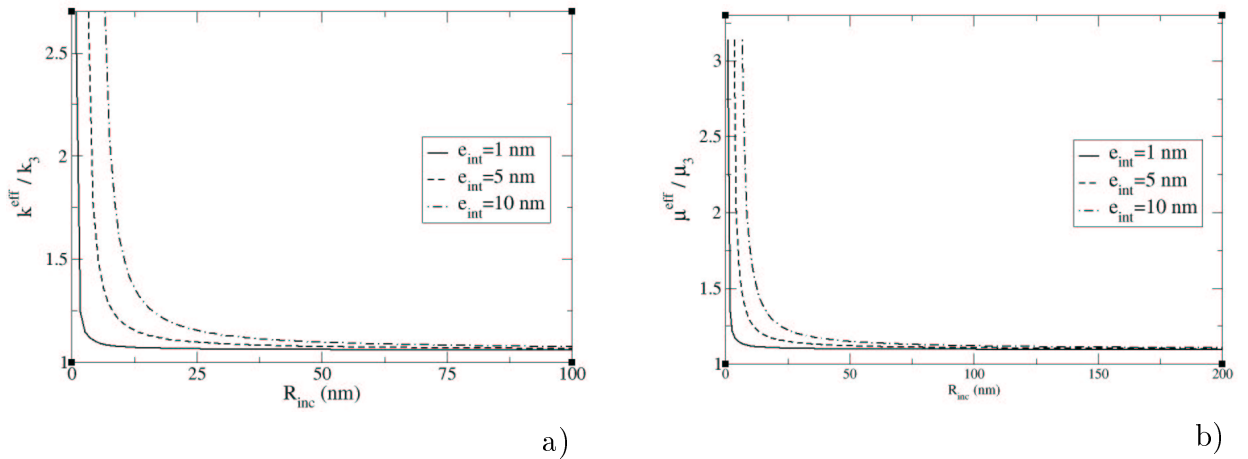 2.5
2
1.5
1
k^eff / k_3
e_int=1 nm
e_int=5 nm
e_int=10 nm
0
25
50
75
100
R_inc (nm)
a)
3
2.5
2
1.5
1
μ^eff / μ_3
e_int=1 nm
e_int=5 nm
e_int=10 nm
0
50
100
150
200
R_inc (nm)
b)